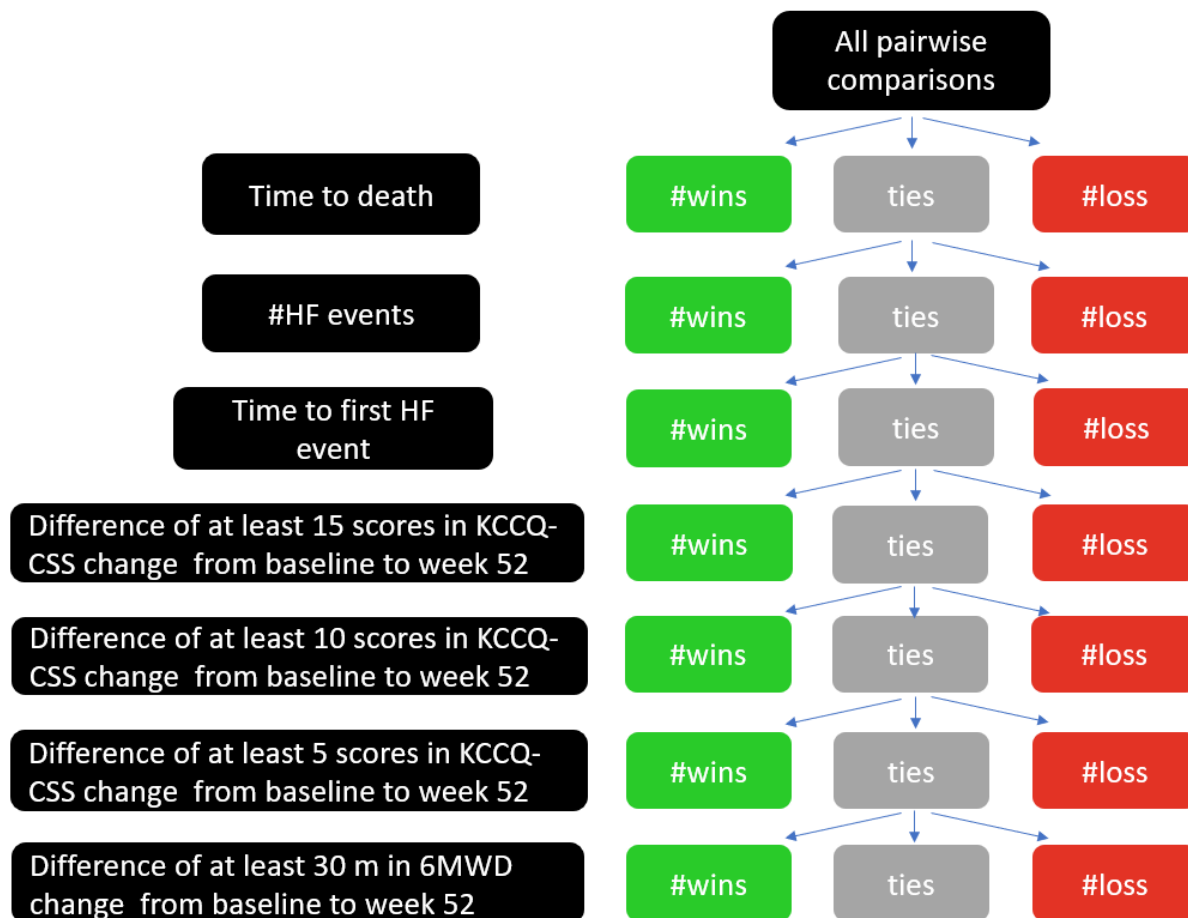 All pairwise
comparisons
Time to death
#wins
ties
#loss
#HF events
#wins
ties
#loss
Time to first HF
event
#wins
ties
#loss
Difference of at least 15 scores in KCCQ-
CSS change  from baseline to week 52
#wins
ties
#loss
Difference of at least 10 scores in KCCQ-
CSS change  from baseline to week 52
#wins
ties
#loss
Difference of at least 5 scores in KCCQ-
CSS change  from baseline to week 52
#wins
ties
#loss
Difference of at least 30 m in 6MWD
change  from baseline to week 52
#wins
ties
#loss